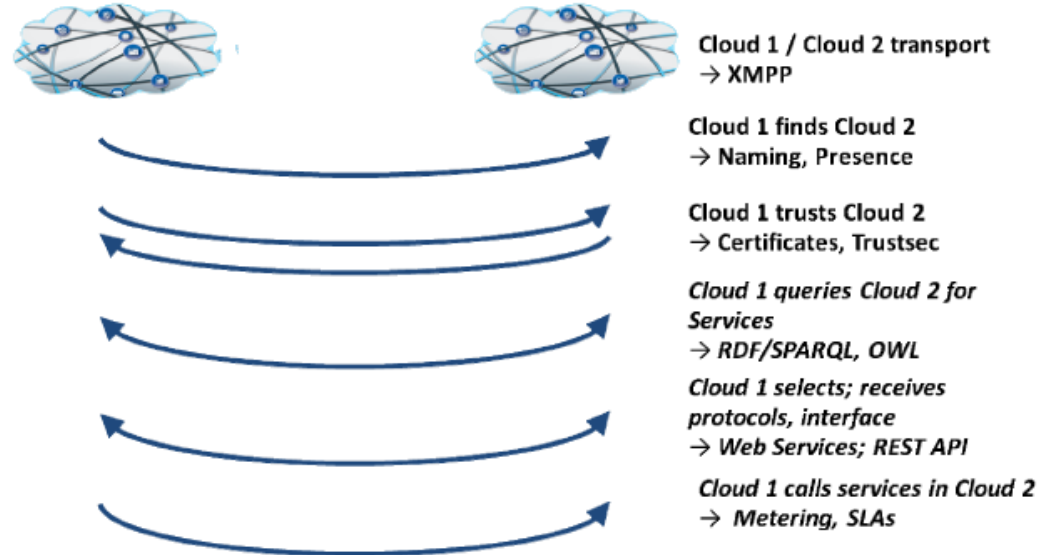 Cloud 1 / Cloud 2 transport
→ XMPP
Cloud 1 finds Cloud 2
→ Naming, Presence
Cloud 1 trusts Cloud 2
→ Certificates, Trustsec
Cloud 1 queries Cloud 2 for
Services
→ RDF/SPARQL, OWL
Cloud 1 selects; receives
protocols, interface
→ Web Services; REST API
Cloud 1 calls services in Cloud 2
→ Metering, SLAs